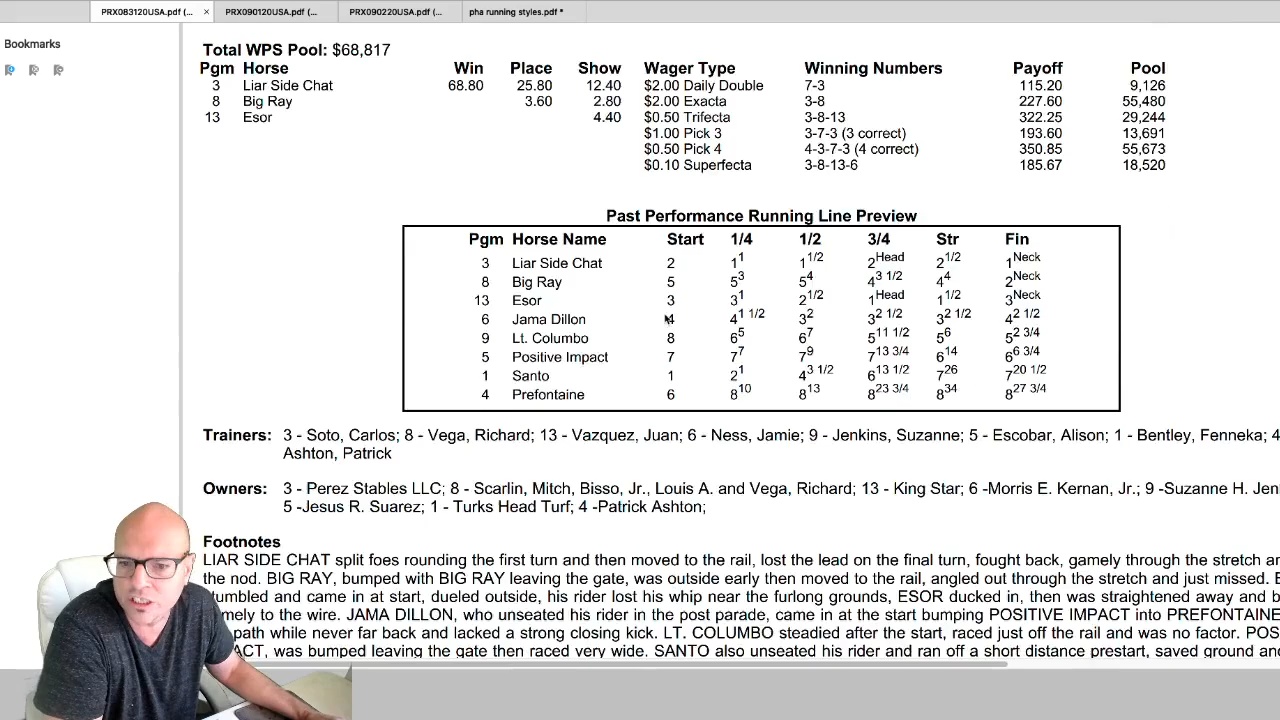 PRX083120USA.pdf (... × PRX090120USA.pdf (... PRX090220USA.pdf (... pha running styles.pdf *
Bookmarks
Total WPS Pool: $68,817
Pgm Horse Win Place Show Wager Type Winning Numbers Payoff Pool
3 Liar Side Chat 68.80 25.80 12.40 $2.00 Daily Double 7-3 115.20 9,126
8 Big Ray 3.60 2.80 $2.00 Exacta 3-8 227.60 55,480
13 Esor 4.40 $0.50 Trifecta 3-8-13 322.25 29,244
$1.00 Pick 3 3-7-3 (3 correct) 193.60 13,691
$0.50 Pick 4 4-3-7-3 (4 correct) 350.85 55,673
$0.10 Superfecta 3-8-13-6 185.67 18,520
Past Performance Running Line Preview
Pgm Horse Name Start 1/4 1/2 3/4 Str Fin
3 Liar Side Chat 2 1 1 1 1/2 2 Head 2 1/2 1 Neck
8 Big Ray 5 5 3 5 4 4 3 1/2 4 4 2 Neck
13 Esor 3 3 1 2 1/2 1 Head 1 1/2 3 Neck
6 Jama Dillon 4 4 1 1/2 3 2 3 2 1/2 3 2 1/2 4 2 1/2
9 Lt. Columbo 8 6 5 6 7 5 11 1/2 5 6 5 2 3/4
5 Positive Impact 7 7 7 7 9 7 13 3/4 6 14 6 6 3/4
1 Santo 1 2 1 4 3 1/2 6 13 1/2 7 26 7 20 1/2
4 Prefontaine 6 8 10 8 13 8 23 3/4 8 34 8 27 3/4
Trainers: 3 - Soto, Carlos; 8 - Vega, Richard; 13 - Vazquez, Juan; 6 - Ness, Jamie; 9 - Jenkins, Suzanne; 5 - Escobar, Alison; 1 - Bentley, Fenneka; 4
Ashton, Patrick
Owners: 3 - Perez Stables LLC; 8 - Scarlin, Mitch, Bisso, Jr., Louis A. and Vega, Richard; 13 - King Star; 6 -Morris E. Kernan, Jr.; 9 -Suzanne H. Jen
5 -Jesus R. Suarez; 1 - Turks Head Turf; 4 -Patrick Ashton;
Footnotes
LIAR SIDE CHAT split foes rounding the first turn and then moved to the rail, lost the lead on the final turn, fought back, gamely through the stretch a
the nod. BIG RAY, bumped with BIG RAY leaving the gate, was outside early then moved to the rail, angled out through the stretch and just missed. E
tumbled and came in at start, dueled outside, his rider lost his whip near the furlong grounds, ESOR ducked in, then was straightened away and b
mely to the wire. JAMA DILLON, who unseated his rider in the post parade, came in at the start bumping POSITIVE IMPACT into PREFONTAINE
path while never far back and lacked a strong closing kick. LT. COLUMBO steadied after the start, raced just off the rail and was no factor. POS
ACT, was bumped leaving the gate then raced very wide. SANTO also unseated his rider and ran off a short distance prestart, saved ground an